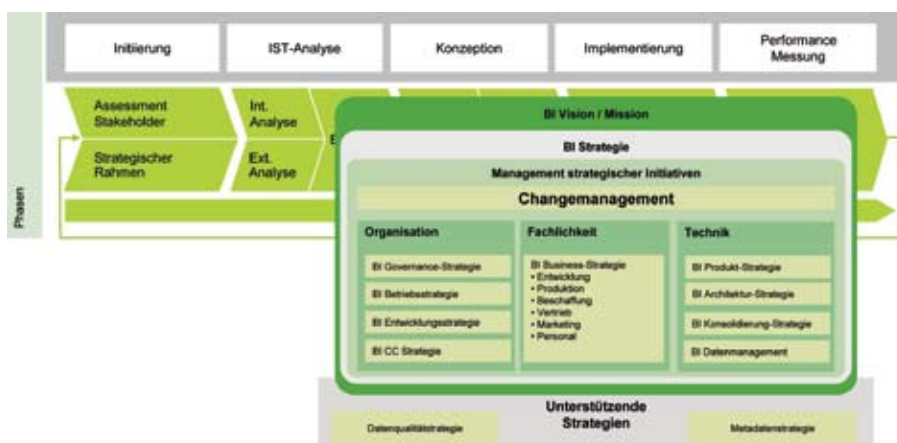 Initiierung
IST-Analyse
Konzeption
Implementierung
Performance
Messung
Phasen
Assessment
Stakeholder
Strategischer
Rahmen
Int.
Analyse
Ext.
Analyse
BI Vision / Mission
BI Strategie
Management strategischer Initiativen
Changemanagement
Organisation
BI Governance-Strategie
BI Betriebsstrategie
BI Entwicklungsstrategie
BI CC Strategie
Fachlichkeit
BI Business-Strategie
• Entwicklung
• Produktion
• Beschaffung
• Vertrieb
• Marketing
• Personal
Technik
BI Produkt-Strategie
BI Architektur-Strategie
BI Konsolidierung-Strategie
BI Datenmanagement
Unterstützende
Strategien
Datenqualitätstrategie
Metadatenstrategie